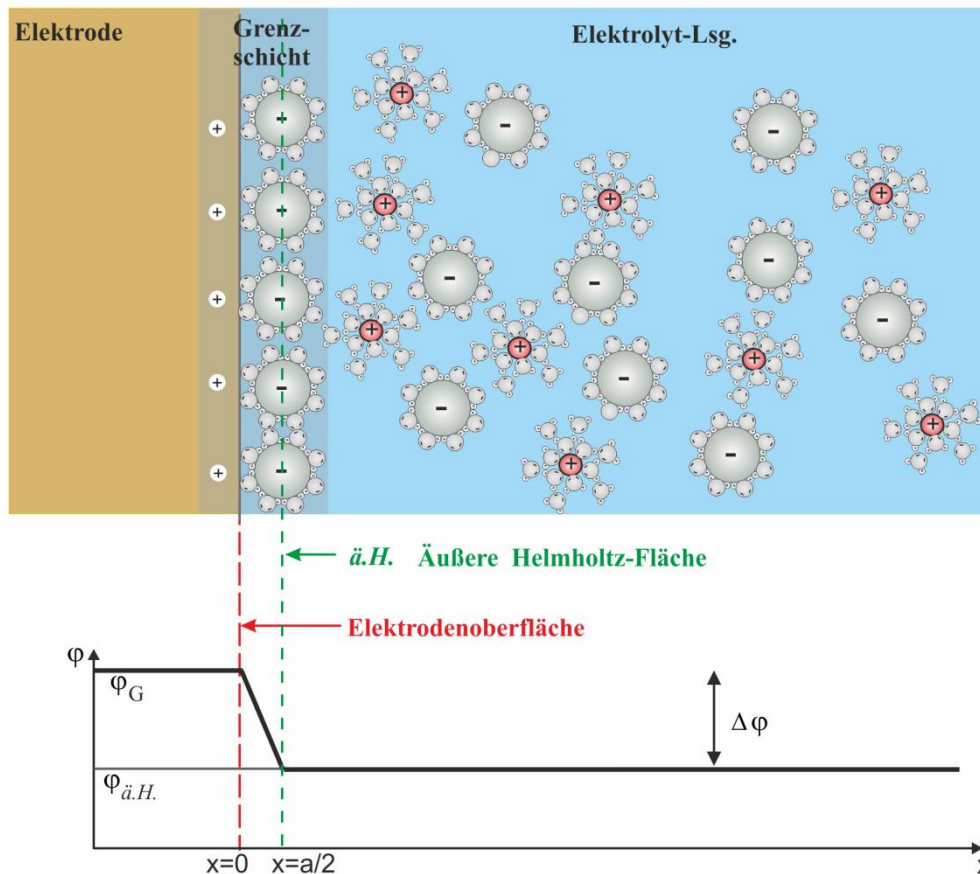 Elektrode
Grenz-
schicht
Elektrolyt-Lsg.
ä.H. Äußere Helmholtz-Fläche
Elektrodenoberfläche
φ
φG
Δφ
φä.H.
x=0
x=a/2